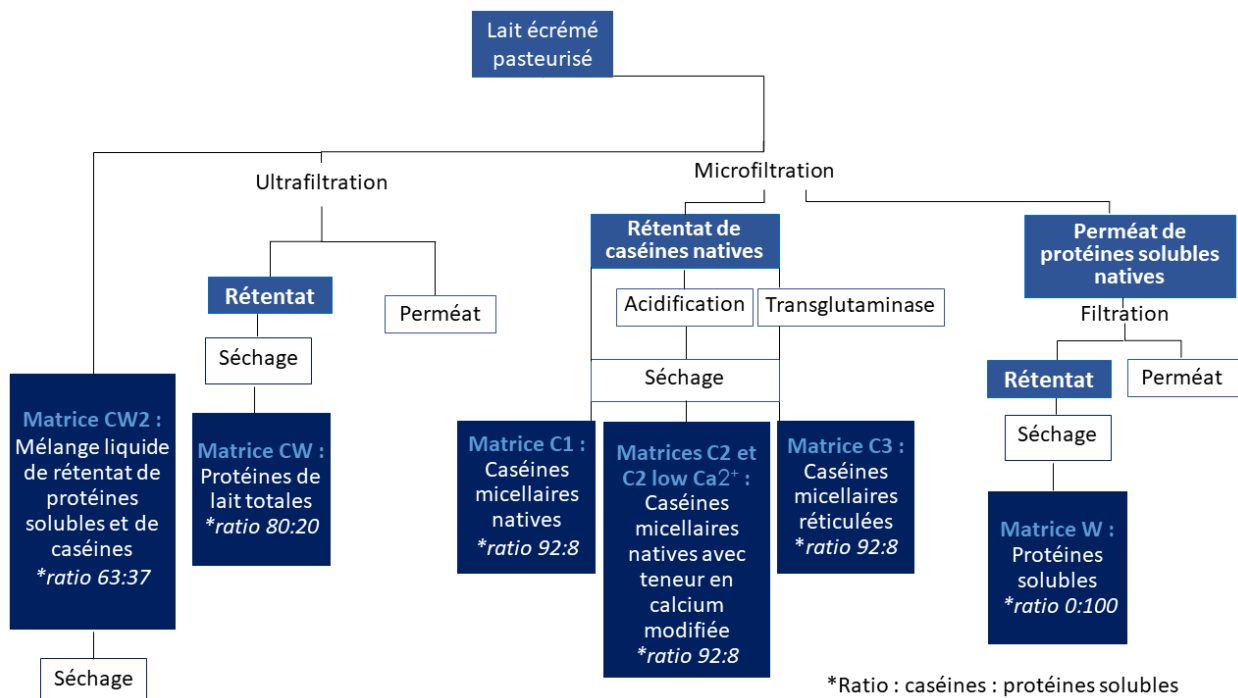 Lait écrémé
pasteurisé
Ultrafiltration
Microfiltration
Rétentat de
caséines natives
Perméat de
protéines solubles
natives
Rétentat
Perméat
Acidification
Transglutaminase
Filtration
Séchage
Séchage
Rétentat
Perméat
Séchage
Matrice CW2 :
Mélange liquide
de rétentat de
protéines
solubles et de
caséines
*ratio 63:37
Matrice CW :
Protéines de
lait totales
*ratio 80:20
Matrice C1 :
Caséines
micellaires
natives
*ratio 92:8
Matrices C2 et
C2 low Ca2+ :
Caséines
micellaires
natives avec
teneur en
calcium
modifiée
*ratio 92:8
Matrice C3 :
Caséines
micellaires
réticulées
*ratio 92:8
Matrice W :
Protéines
solubles
*ratio 0:100
Séchage
*Ratio : caséines : protéines solubles